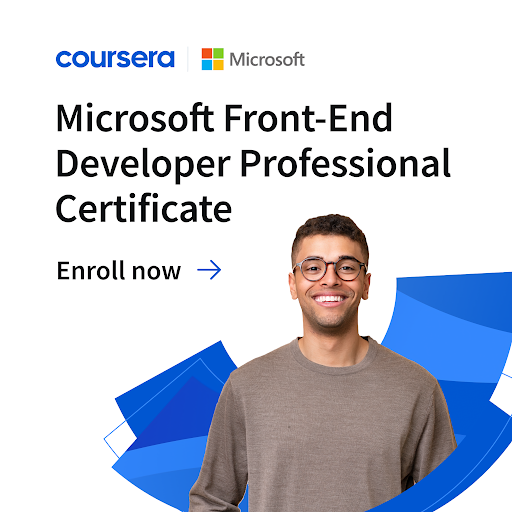 coursera | Microsoft
Microsoft Front-End
Developer Professional
Certificate
Enroll now →